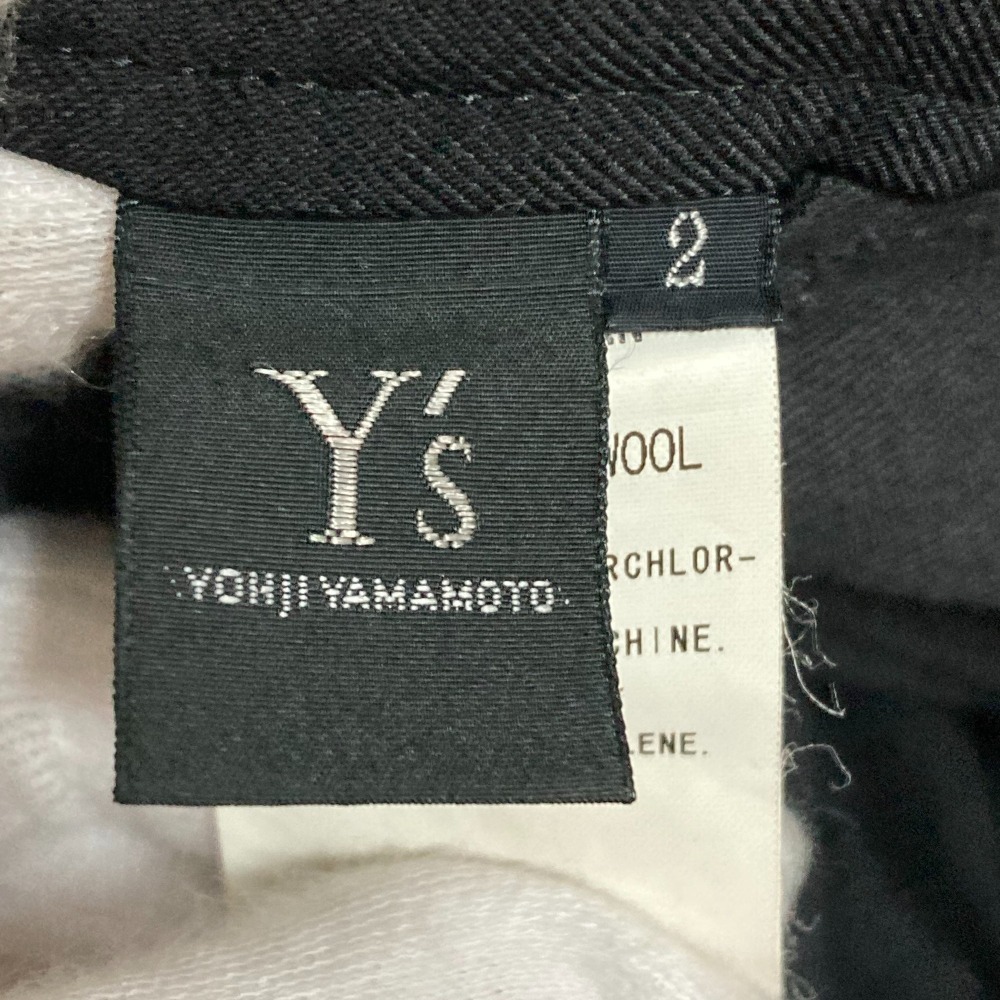 2
Y's
YOHJI YAMAMOTO
WOOL
RCHLOR-
CHINE.
LENE.